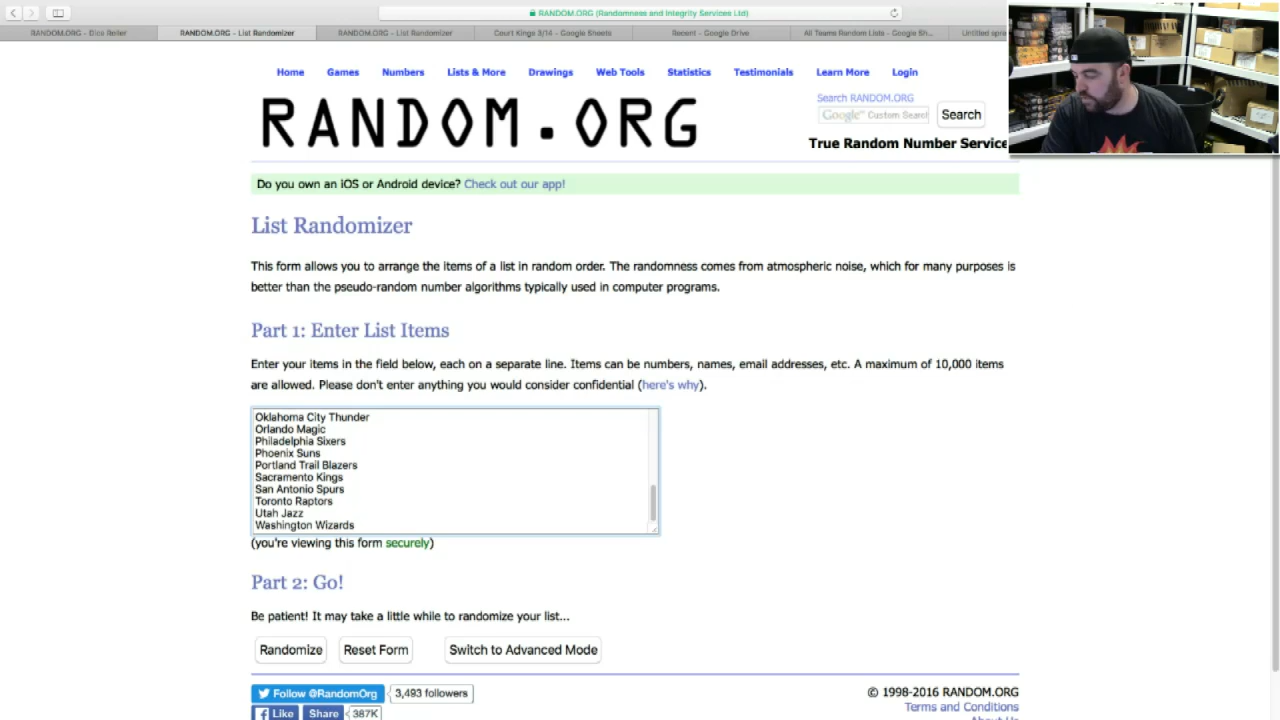 RANDOM.ORG (Randomness and Integrity Services Ltd)
RANDOM.ORG - Dice Roller
RANDOM.ORG - List Randomizer
RANDOM.ORG - List Randomizer
Court Kings 3/14 - Google Sheets
Recent - Google Drive
All Teams Random Lists - Google Sh...
Untitled spre
Home Games Numbers Lists & More Drawings Web Tools Statistics Testimonials Learn More Login
RANDOM.ORG
Search RANDOM.ORG
Google Custom Search
Search
True Random Number Service
Do you own an iOS or Android device? Check out our app!
List Randomizer
This form allows you to arrange the items of a list in random order. The randomness comes from atmospheric noise, which for many purposes is
better than the pseudo-random number algorithms typically used in computer programs.
Part 1: Enter List Items
Enter your items in the field below, each on a separate line. Items can be numbers, names, email addresses, etc. A maximum of 10,000 items
are allowed. Please don't enter anything you would consider confidential (here's why).
Oklahoma City Thunder
Orlando Magic
Philadelphia Sixers
Phoenix Suns
Portland Trail Blazers
Sacramento Kings
San Antonio Spurs
Toronto Raptors
Utah Jazz
Washington Wizards
(you're viewing this form securely)
Part 2: Go!
Be patient! It may take a little while to randomize your list...
Randomize Reset Form Switch to Advanced Mode
Follow @RandomOrg 3,493 followers
© 1998-2016 RANDOM.ORG
Like Share 387K
Terms and Conditions
About Us